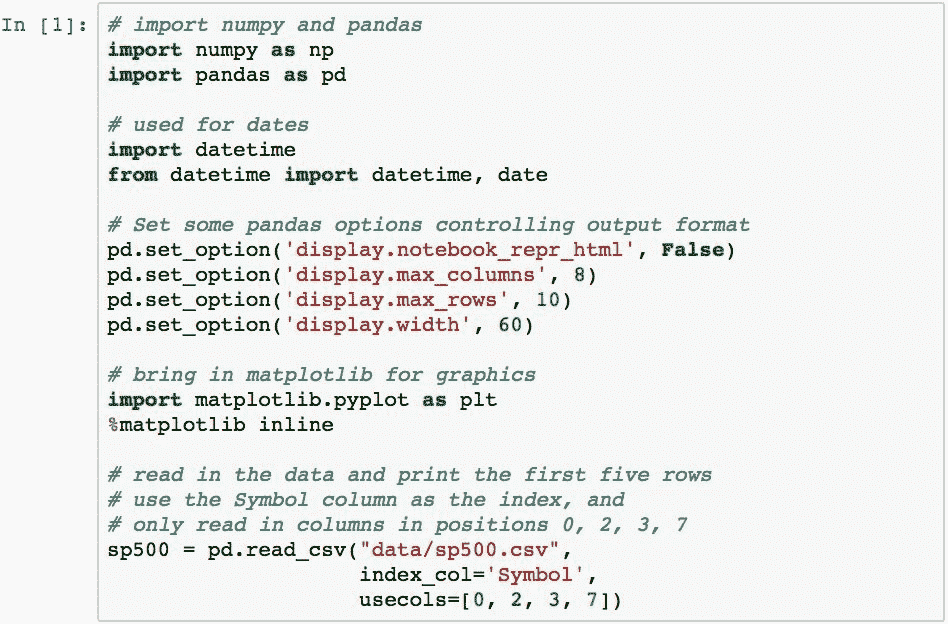 In [1]: # import numpy and pandas
import numpy as np
import pandas as pd
# used for dates
import datetime
from datetime import datetime, date
# Set some pandas options controlling output format
pd.set_option('display.notebook_repr_html', False)
pd.set_option('display.max_columns', 8)
pd.set_option('display.max_rows', 10)
pd.set_option('display.width', 60)
# bring in matplotlib for graphics
import matplotlib.pyplot as plt
%matplotlib inline
# read in the data and print the first five rows
# use the Symbol column as the index, and
# only read in columns in positions 0, 2, 3, 7
sp500 = pd.read_csv("data/sp500.csv",
index_col='Symbol',
usecols=[0, 2, 3, 7])